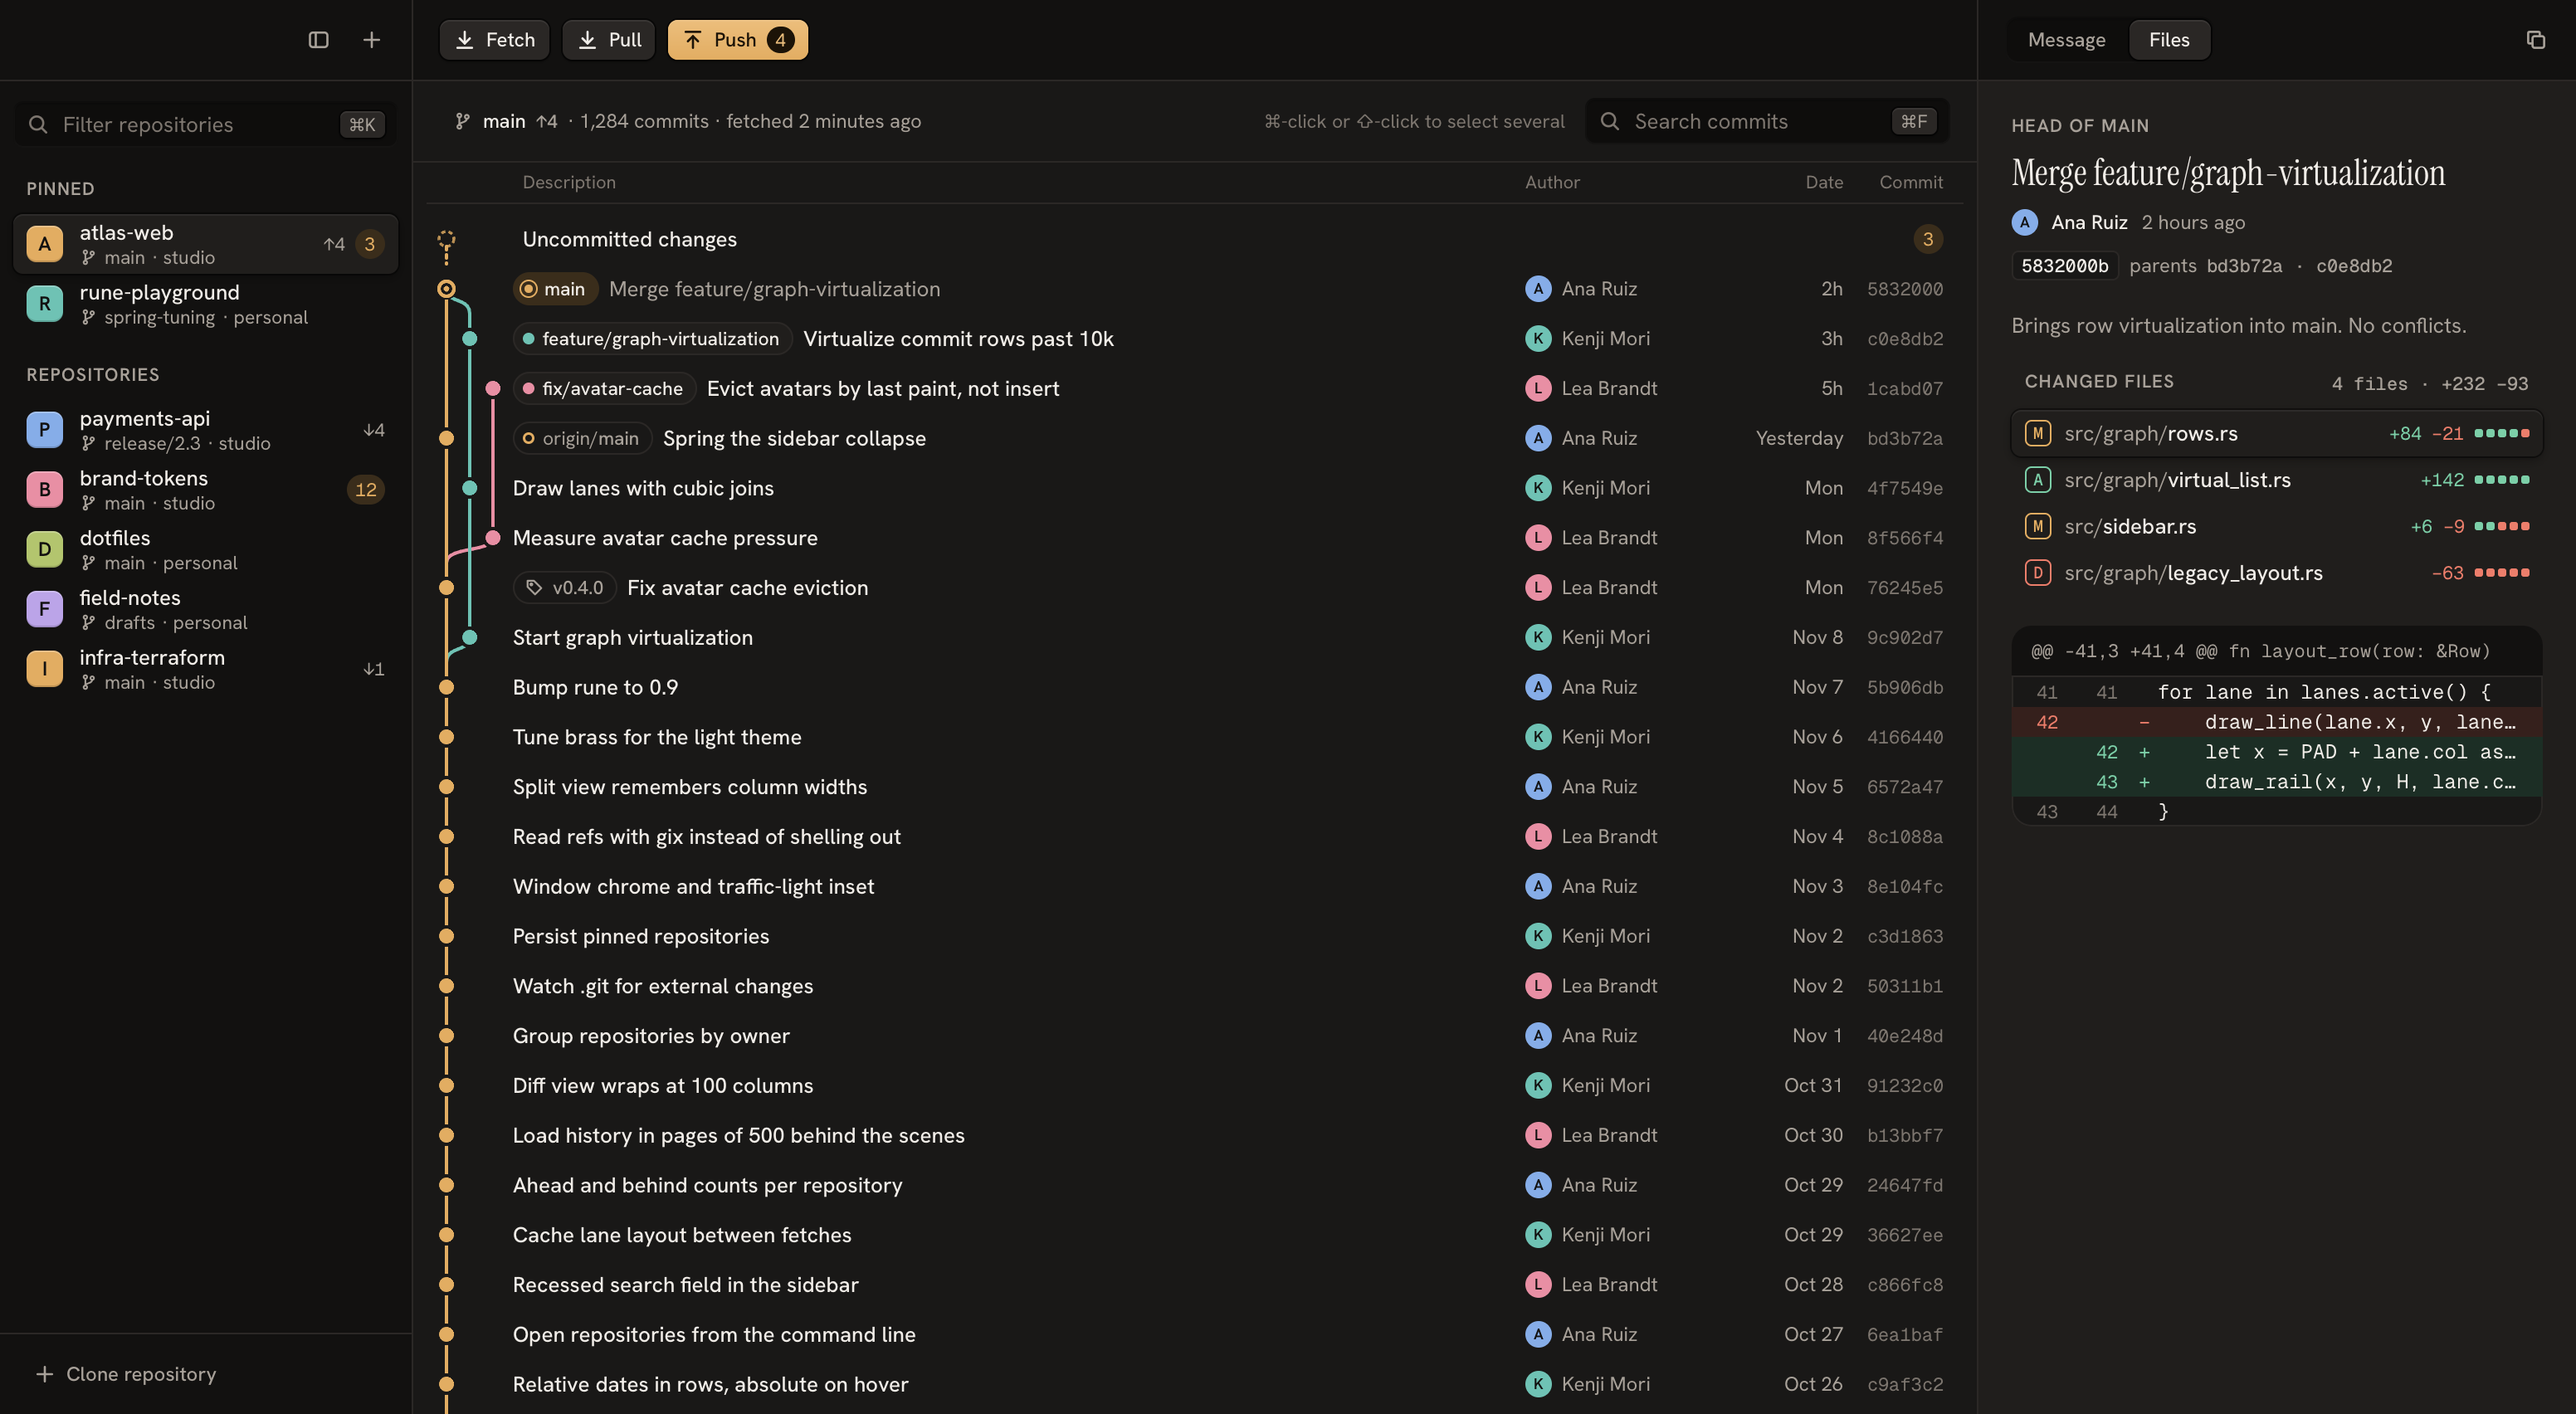 Fetch
Pull
Push 4
Message
Files
Filter repositories ⌘K
PINNED
A atlas-web ↑4 3
main · studio
R rune-playground
spring-tuning · personal
REPOSITORIES
P payments-api ↓4
release/2.3 · studio
B brand-tokens 12
main · studio
D dotfiles
main · personal
F field-notes
drafts · personal
I infra-terraform ↓1
main · studio
+ Clone repository
main ↑4 · 1,284 commits · fetched 2 minutes ago
⌘-click or ⇧-click to select several
Search commits ⌘F
Description Author Date Commit
Uncommitted changes 3
main Merge feature/graph-virtualization A Ana Ruiz 2h 5832000
feature/graph-virtualization Virtualize commit rows past 10k K Kenji Mori 3h c0e8db2
fix/avatar-cache Evict avatars by last paint, not insert L Lea Brandt 5h 1cabd07
origin/main Spring the sidebar collapse A Ana Ruiz Yesterday bd3b72a
Draw lanes with cubic joins K Kenji Mori Mon 4f7549e
Measure avatar cache pressure L Lea Brandt Mon 8f566f4
v0.4.0 Fix avatar cache eviction L Lea Brandt Mon 76245e5
Start graph virtualization K Kenji Mori Nov 8 9c902d7
Bump rune to 0.9 A Ana Ruiz Nov 7 5b906db
Tune brass for the light theme K Kenji Mori Nov 6 4166440
Split view remembers column widths A Ana Ruiz Nov 5 6572a47
Read refs with gix instead of shelling out L Lea Brandt Nov 4 8c1088a
Window chrome and traffic-light inset A Ana Ruiz Nov 3 8e104fc
Persist pinned repositories K Kenji Mori Nov 2 c3d1863
Watch .git for external changes L Lea Brandt Nov 2 50311b1
Group repositories by owner A Ana Ruiz Nov 1 40e248d
Diff view wraps at 100 columns K Kenji Mori Oct 31 91232c0
Load history in pages of 500 behind the scenes L Lea Brandt Oct 30 b13bbf7
Ahead and behind counts per repository A Ana Ruiz Oct 29 24647fd
Cache lane layout between fetches K Kenji Mori Oct 29 36627ee
Recessed search field in the sidebar L Lea Brandt Oct 28 c866fc8
Open repositories from the command line A Ana Ruiz Oct 27 6ea1baf
Relative dates in rows, absolute on hover K Kenji Mori Oct 26 c9af3c2
HEAD OF MAIN
Merge feature/graph-virtualization
A Ana Ruiz 2 hours ago
5832000b parents bd3b72a · c0e8db2
Brings row virtualization into main. No conflicts.
CHANGED FILES 4 files · +232 −93
M src/graph/rows.rs +84 −21
A src/graph/virtual_list.rs +142
M src/sidebar.rs +6 −9
D src/graph/legacy_layout.rs −63
@@ -41,3 +41,4 @@ fn layout_row(row: &Row)
41 41 for lane in lanes.active() {
42 − draw_line(lane.x, y, lane…
42 + let x = PAD + lane.col as…
43 + draw_rail(x, y, H, lane.c…
43 44 }